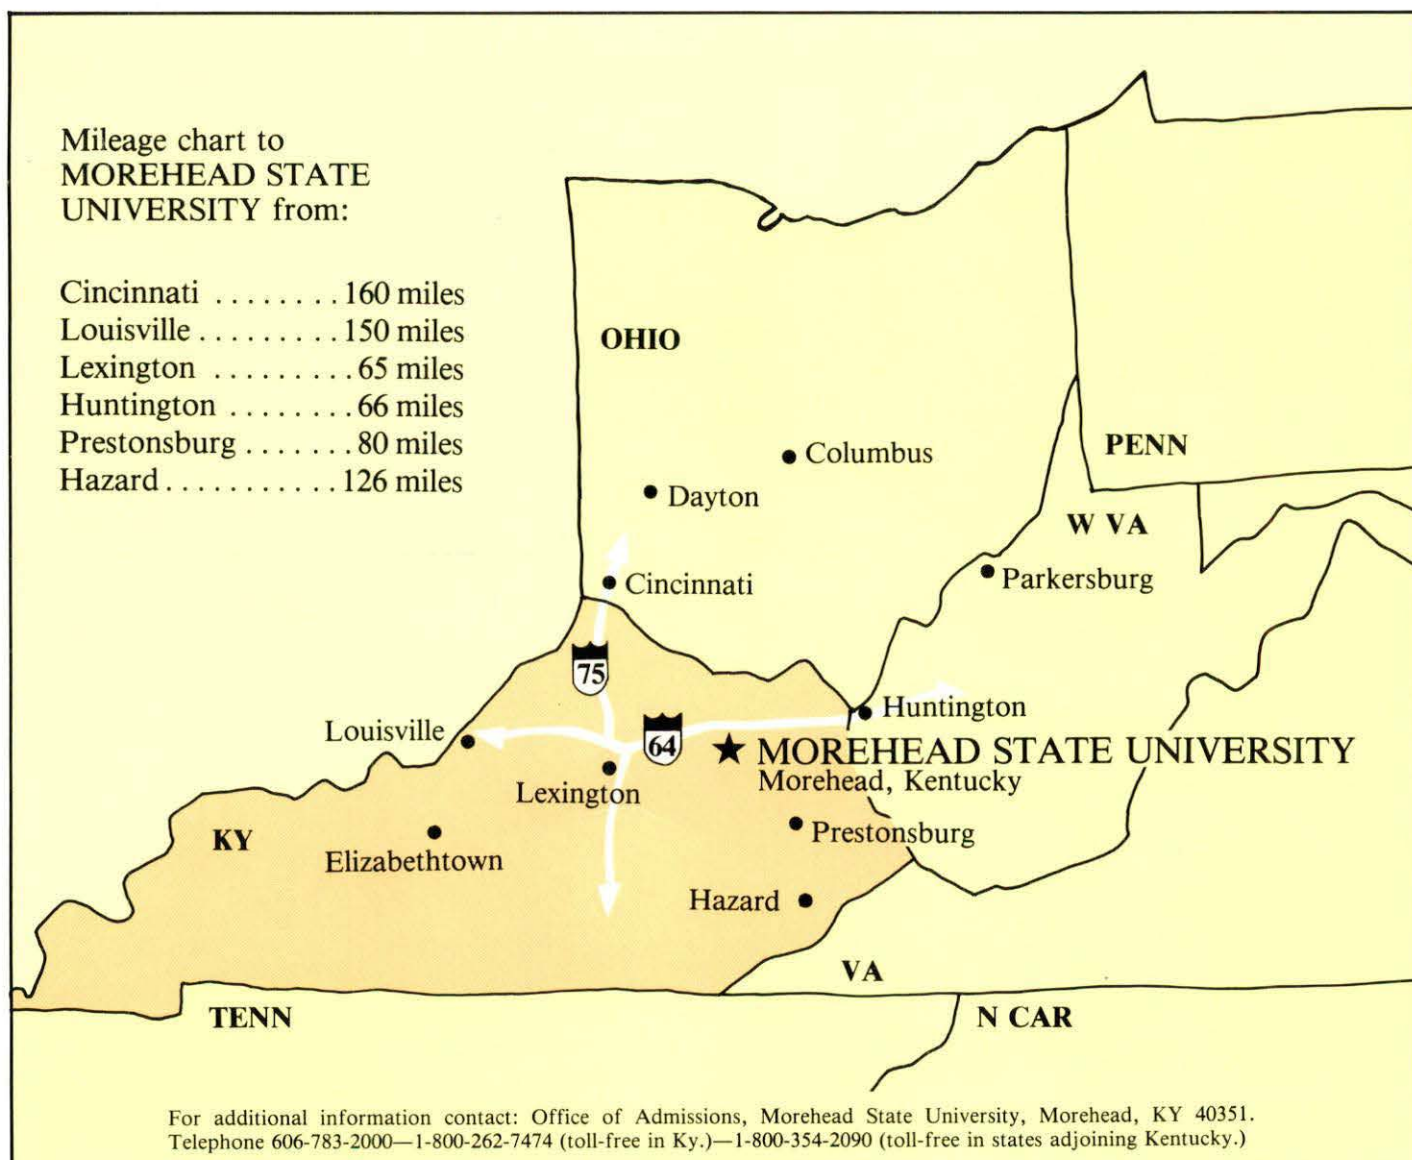 Mileage chart to
MOREHEAD STATE
UNIVERSITY from:
Cincinnati ........ 160 miles
Louisville ......... 150 miles
Lexington ......... 65 miles
Huntington ....... 66 miles
Prestonsburg ...... 80 miles
Hazard ........... 126 miles
OHIO
Columbus
PENN
Dayton
W VA
Cincinnati
Parkersburg
75
Huntington
Louisville
64
MOREHEAD STATE UNIVERSITY
Morehead, Kentucky
Lexington
KY
Prestonsburg
Elizabethtown
Hazard
VA
TENN
N CAR
For additional information contact: Office of Admissions, Morehead State University, Morehead, KY 40351.
Telephone 606-783-2000—1-800-262-7474 (toll-free in Ky.)—1-800-354-2090 (toll-free in states adjoining Kentucky.)